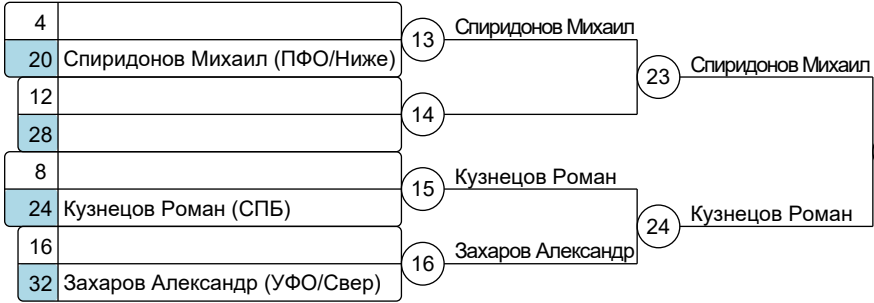 4
13
Спиридонов Михаил
20 Спиридонов Михаил (ПФО/Ниже)
23
Спиридонов Михаил
12
14
28
8
15
Кузнецов Роман
24 Кузнецов Роман (СПБ)
24
Кузнецов Роман
16
16
Захаров Александр
32 Захаров Александр (УФО/Свер)